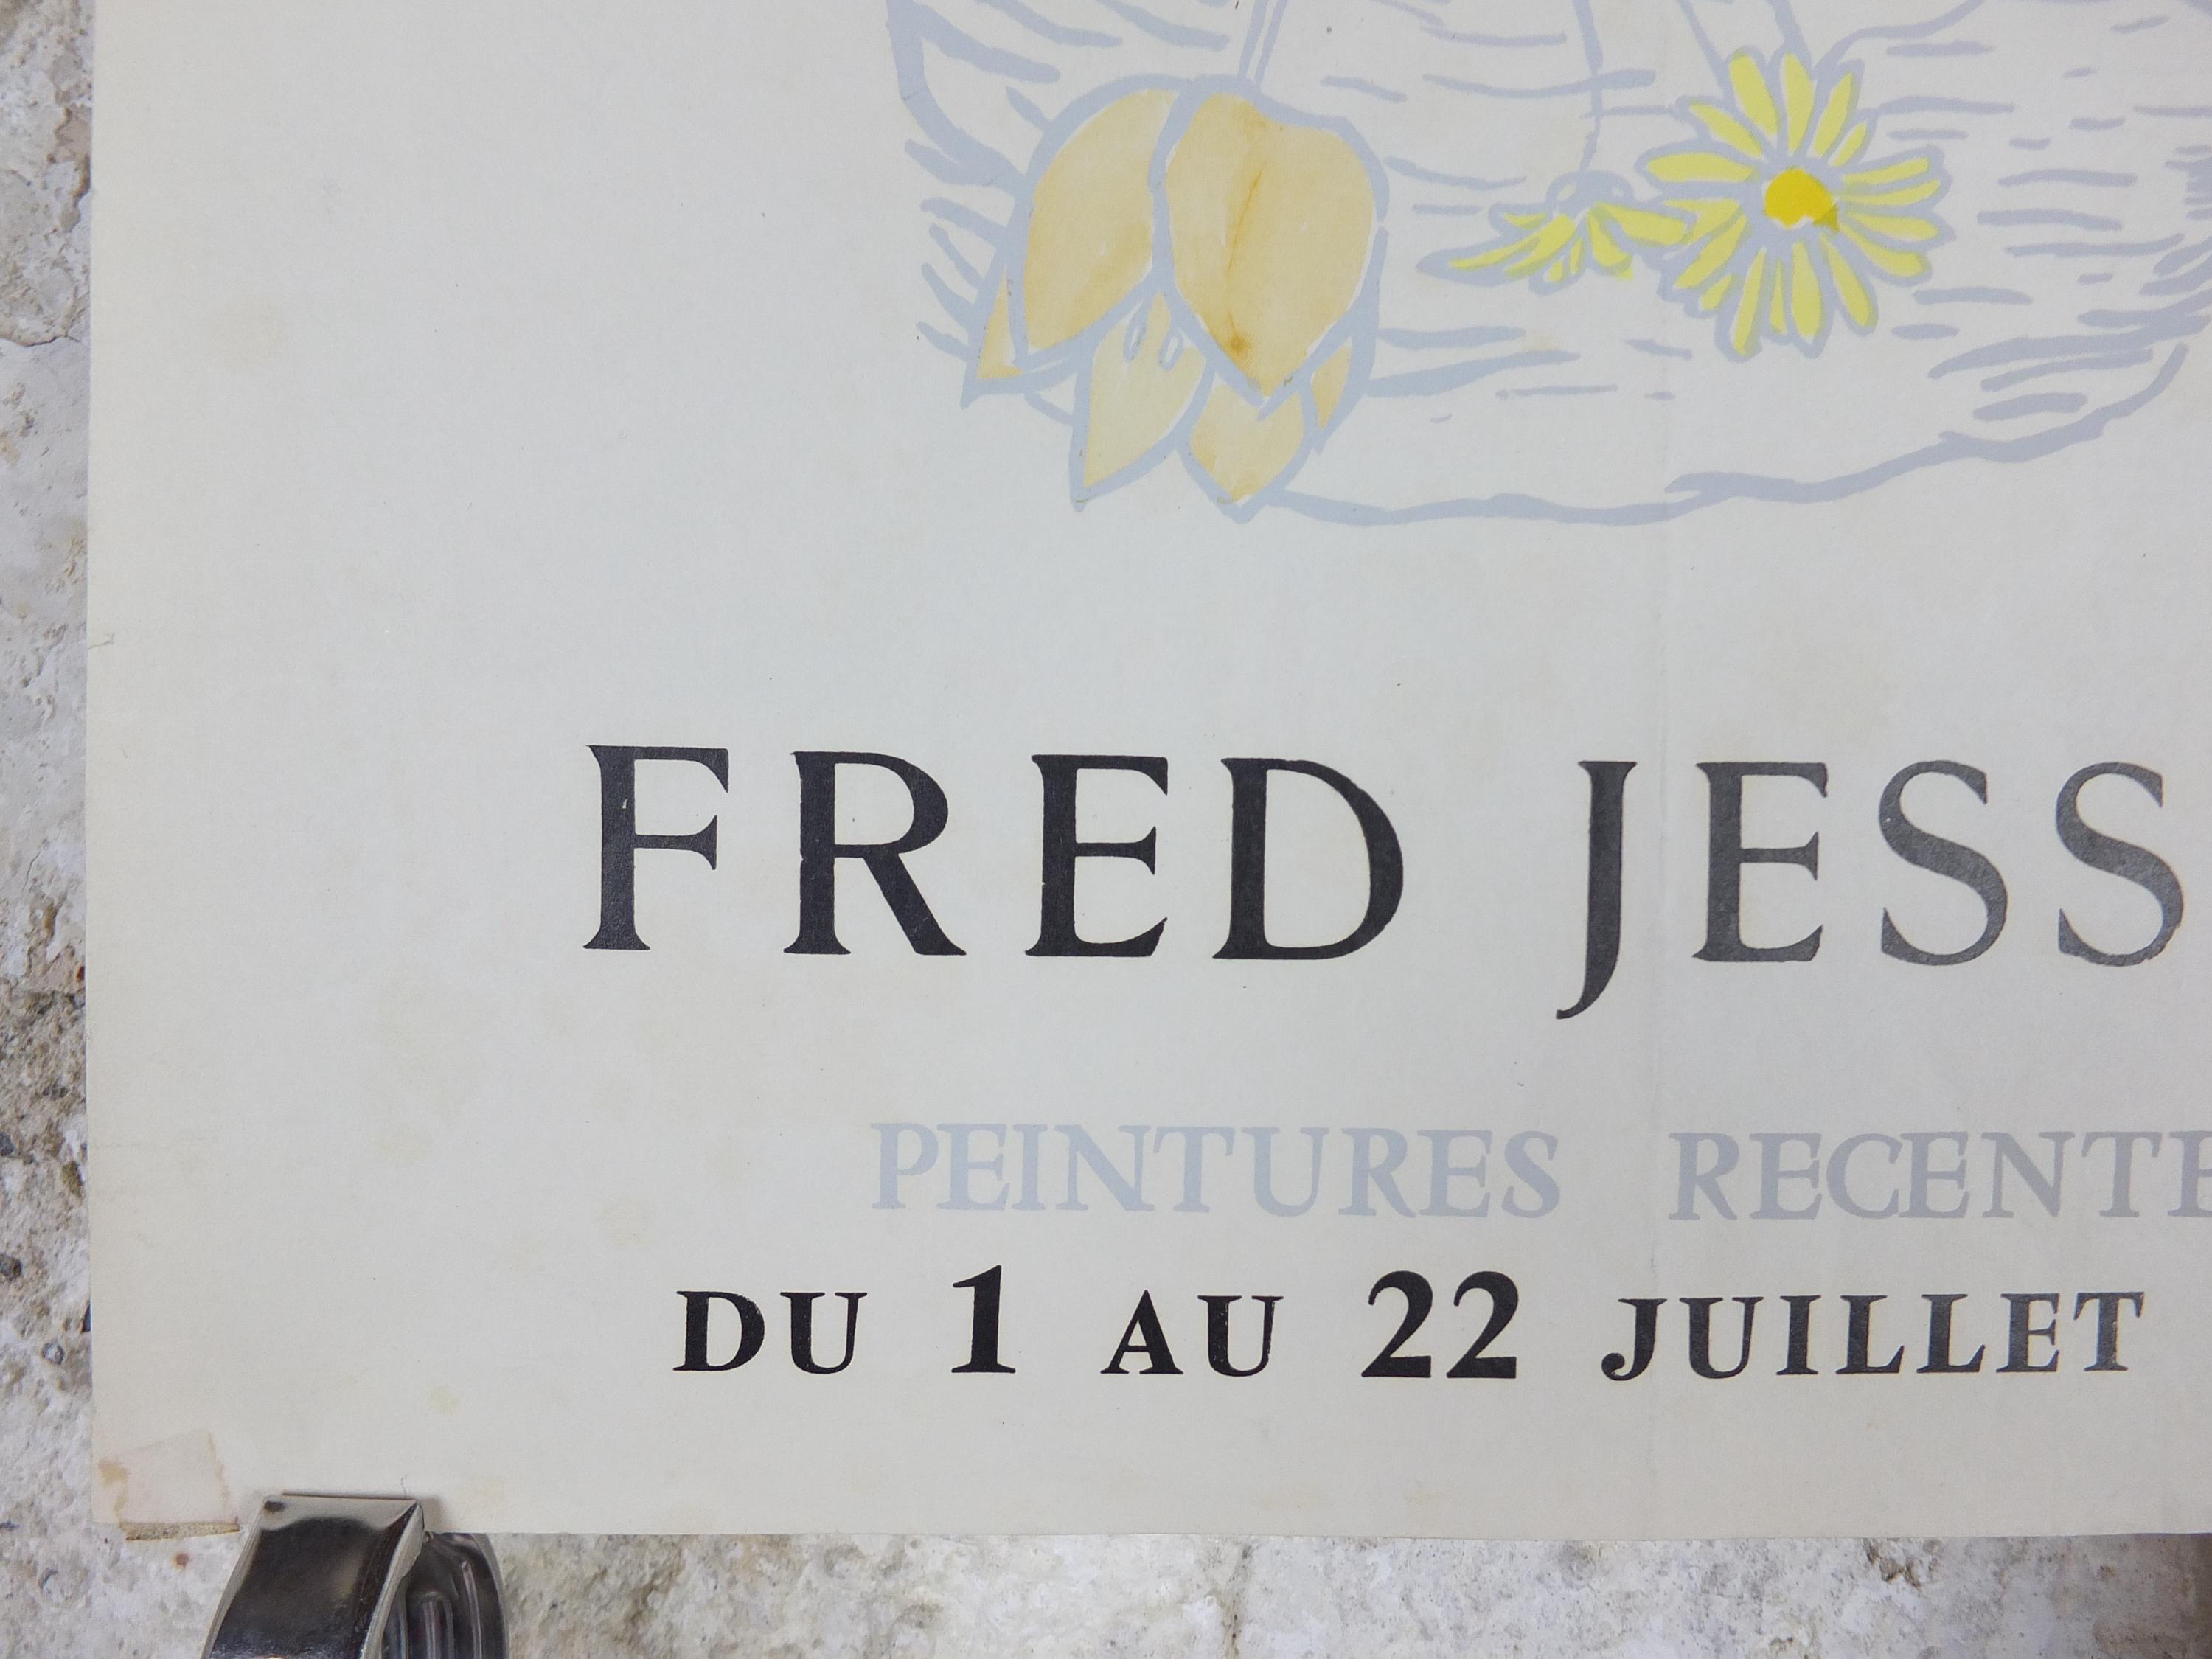 FRED JESS
PEINTURES RECENTE
DU 1 AU 22 JUILLET